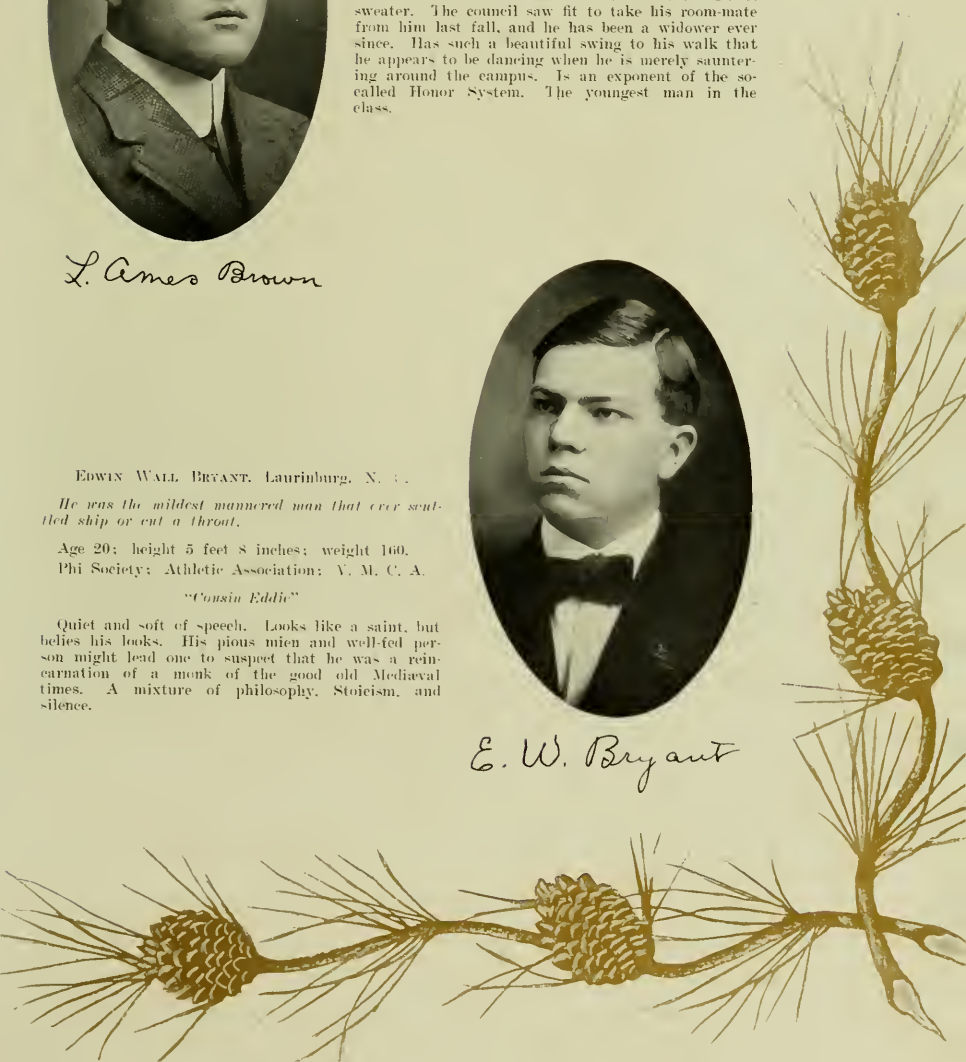 sweater. The council saw fit to take his room-mate
from him last fall, and he has been a widower ever
since. Has such a beautiful swing to his walk that
he appears to be dancing when he is merely saunter-
ing around the campus. Is an exponent of the so-
called Honor System. The youngest man in the
class.
L. Ames Brown
EDWIN WALL BRYANT, Laurinburg, N.
He was the mildest mannered man that ever scut-
tled ship or cut a throat.
Age 20; height 5 feet 8 inches; weight 160.
Phi Society; Athletic Association; Y. M. C. A.
"Cousin Eddie"
Quiet and soft of speech. Looks like a saint, but
belies his looks. His pious mien and well-fed per-
son might lead one to suspect that he was a rein-
carnation of a monk of the good old Mediæval
times. A mixture of philosophy, Stoicism, and
silence.
E. W. Bryant